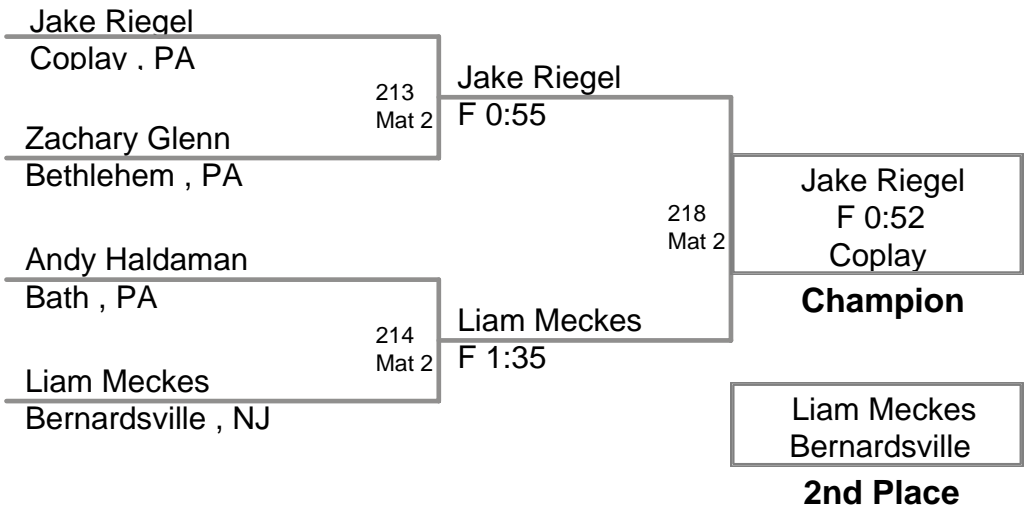 Jake Riegel
Coplay , PA
213
Mat 2
Zachary Glenn
Bethlehem , PA
Jake Riegel
F 0:55
Andy Haldaman
Bath , PA
214
Mat 2
Liam Meckes
Bernardsville , NJ
Liam Meckes
F 1:35
218
Mat 2
Jake Riegel
F 0:52
Coplay
Champion
Liam Meckes
Bernardsville
2nd Place